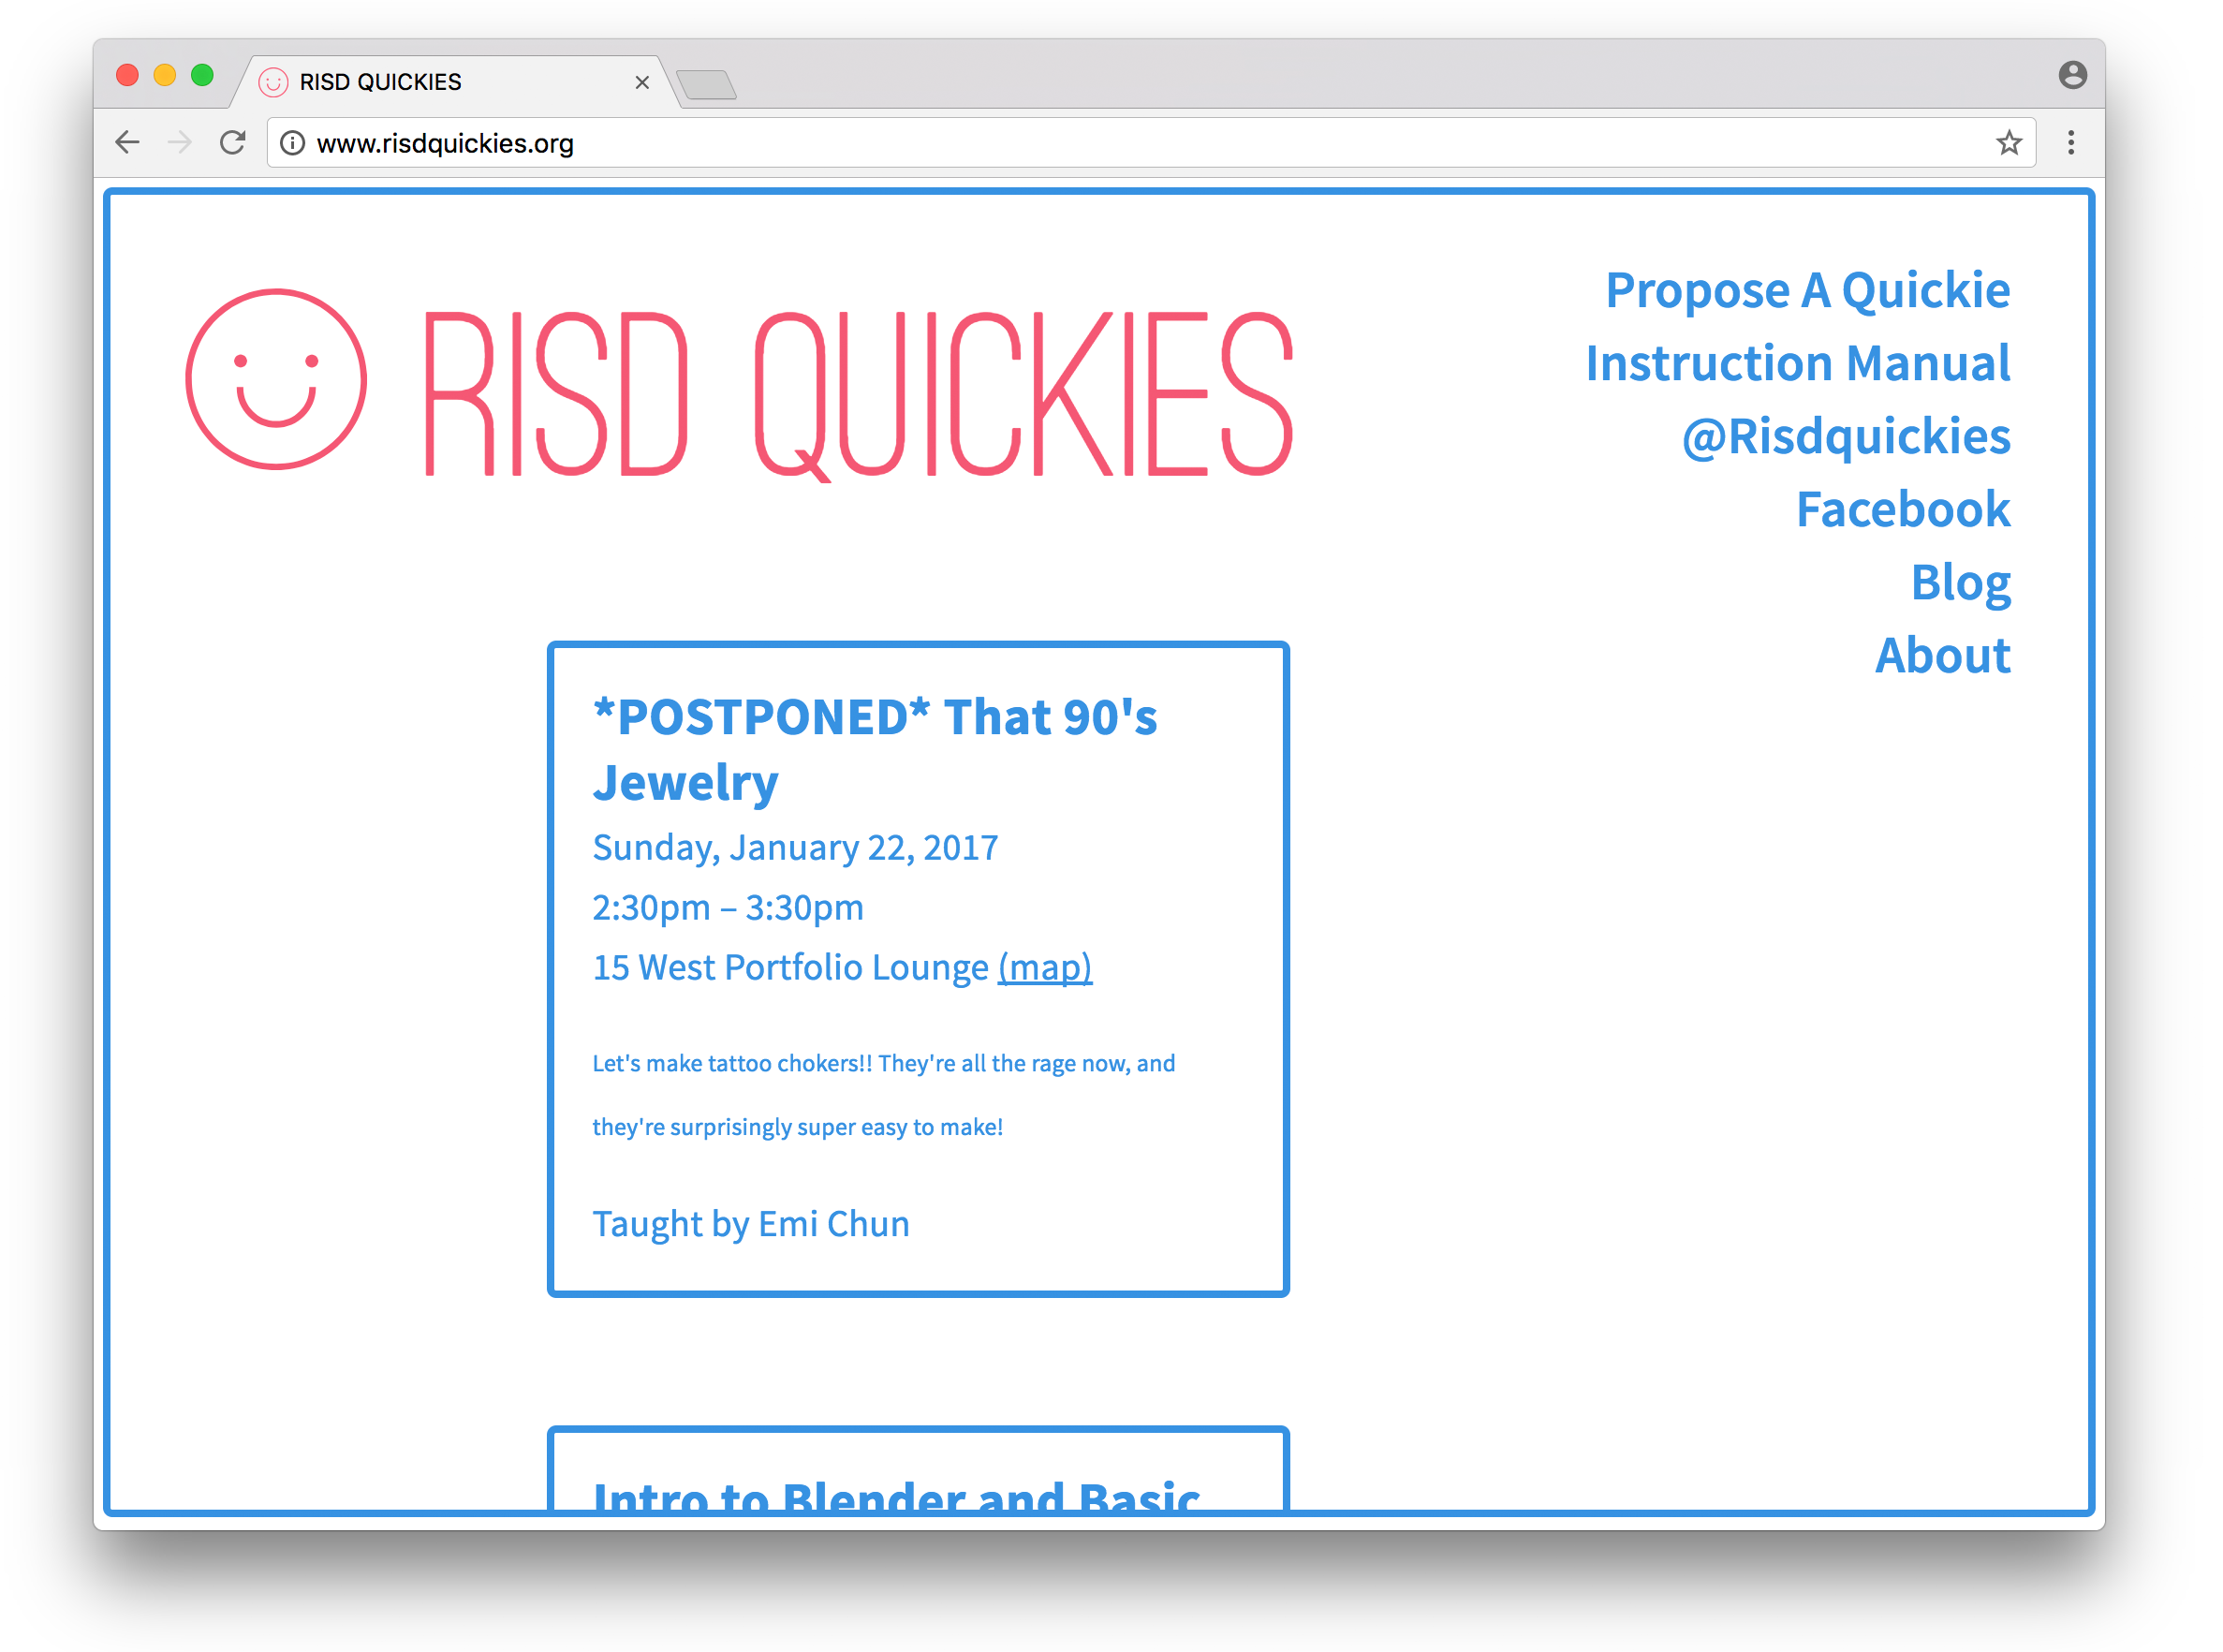 RISD QUICKIES
www.risdquickies.org
RISD QUICKIES
Propose A Quickie
Instruction Manual
@Risdquickies
Facebook
Blog
About
*POSTPONED* That 90's
Jewelry
Sunday, January 22, 2017
2:30pm – 3:30pm
15 West Portfolio Lounge (map)
Let's make tattoo chokers!! They're all the rage now, and
they're surprisingly super easy to make!
Taught by Emi Chun
Intro to Blender and Basic